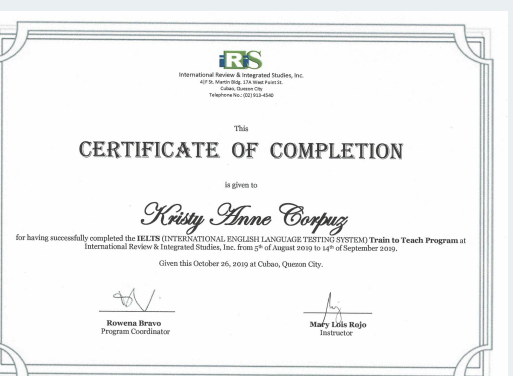 iRIS
International Review & Integrated Studies, Inc.
4/F St. Martin Bldg. 17A West Point St.
Cubao, Quezon City
Telephone No.: (02) 913-4540
This
CERTIFICATE OF COMPLETION
is given to
Kristy Anne Corpuz
for having successfully completed the IELTS (INTERNATIONAL ENGLISH LANGUAGE TESTING SYSTEM) Train to Teach Program at
International Review & Integrated Studies, Inc. from 5th of August 2019 to 14th of September 2019.
Given this October 26, 2019 at Cubao, Quezon City.
Rowena Bravo
Program Coordinator
Mary Lois Rojo
Instructor